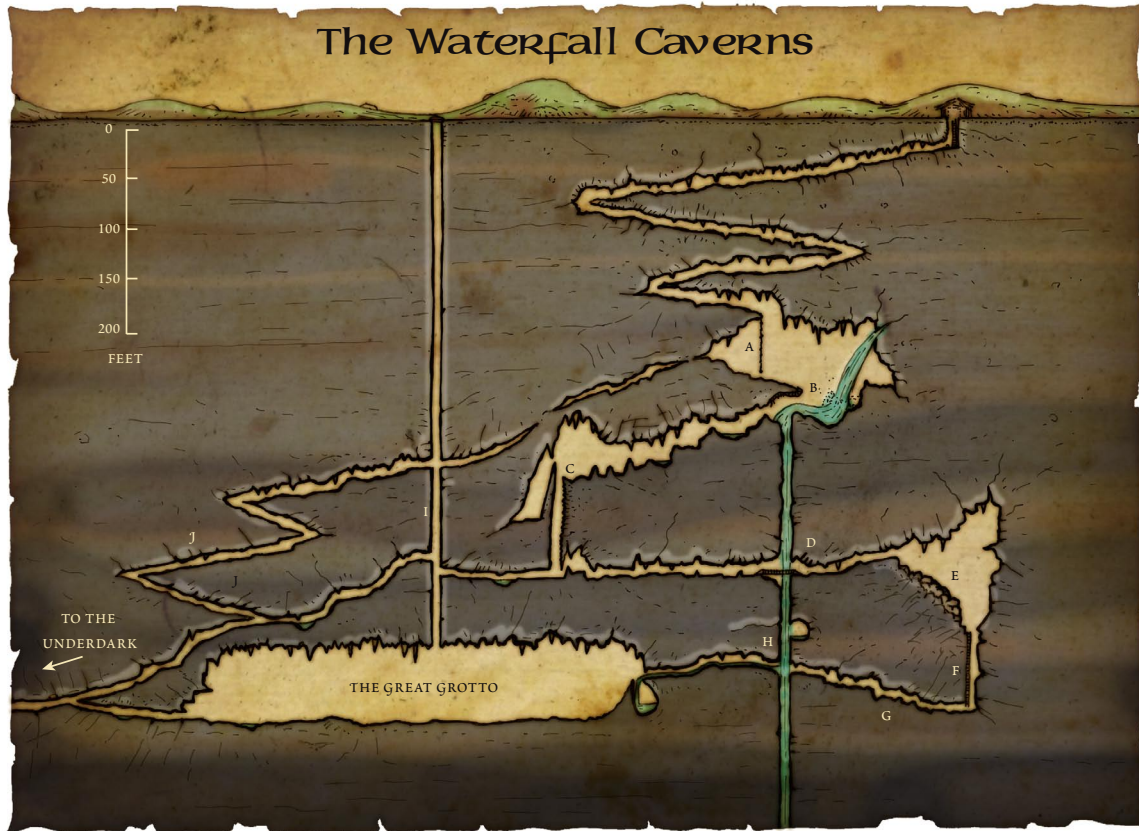 The Waterfall Caverns
0
50
100
150
200
FEET
A
B
C
I
D
J
J
E
TO THE
UNDERDARK
H
F
THE GREAT GROTTO
G